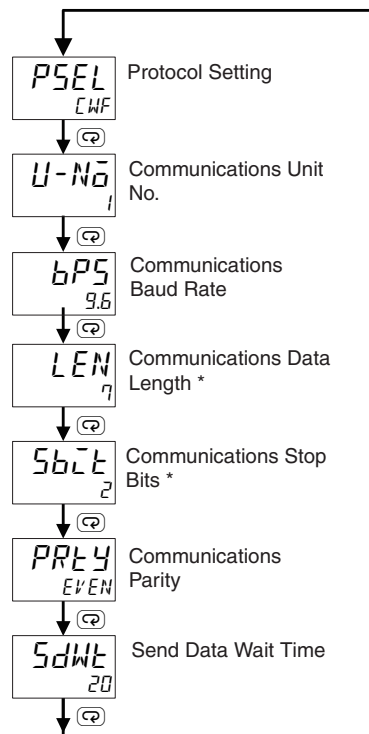 PSEL
CWF
Protocol Setting
U-No
1
Communications Unit
No.
bPS
9.6
Communications
Baud Rate
LEN
7
Communications Data
Length *
Sbit
2
Communications Stop
Bits *
PRtY
EVEN
Communications
Parity
SdWt
20
Send Data Wait Time